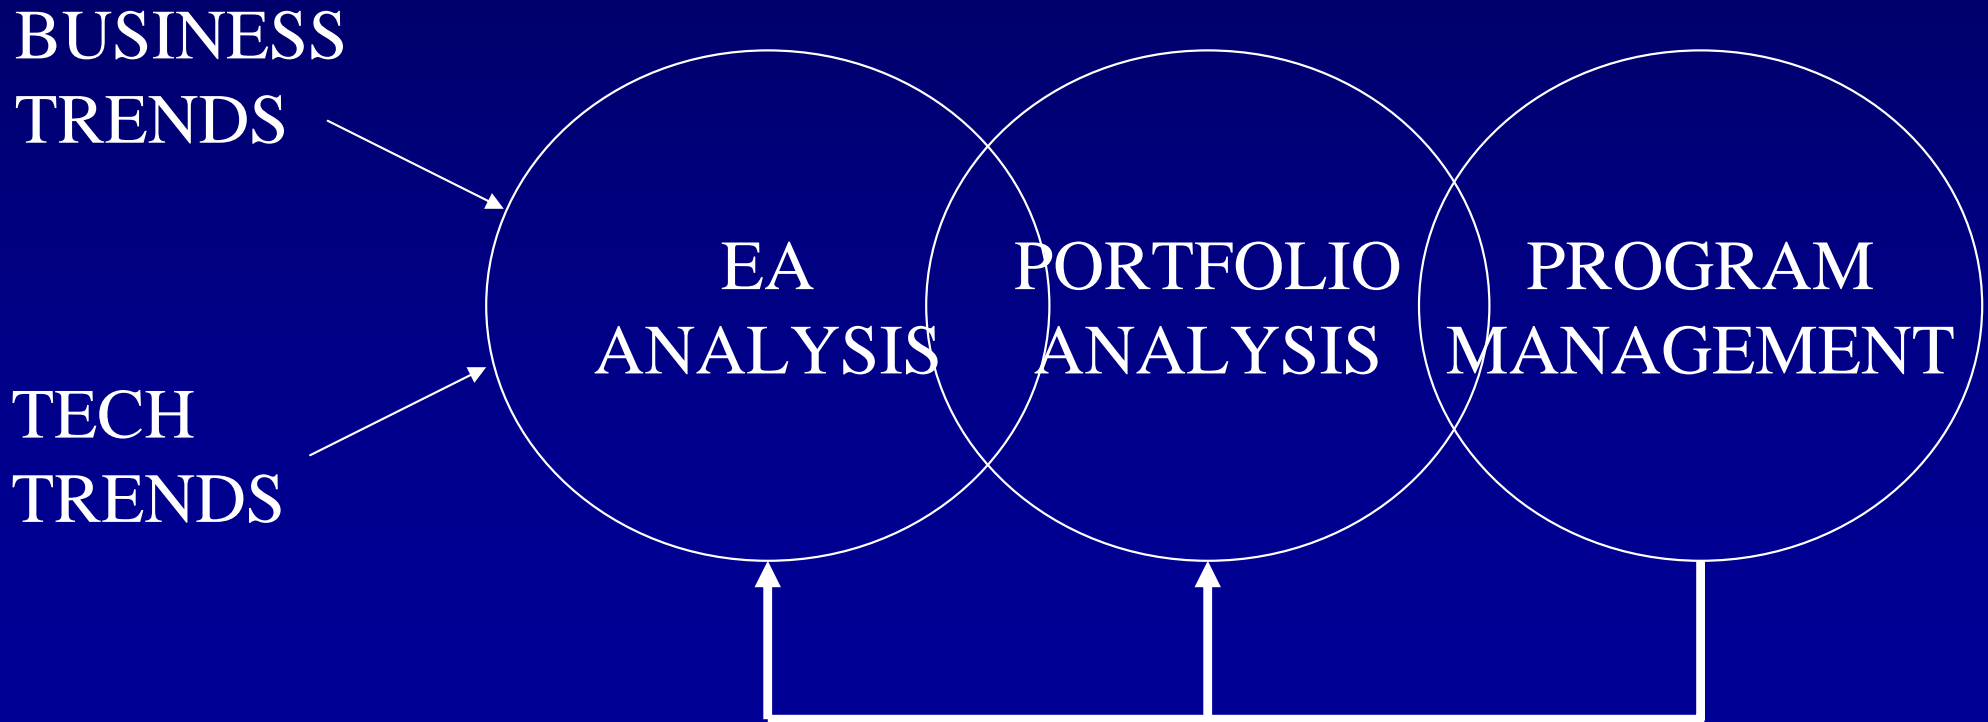 BUSINESS
TRENDS
TECH
TRENDS
EA
ANALYSIS
PORTFOLIO
ANALYSIS
PROGRAM
MANAGEMENT